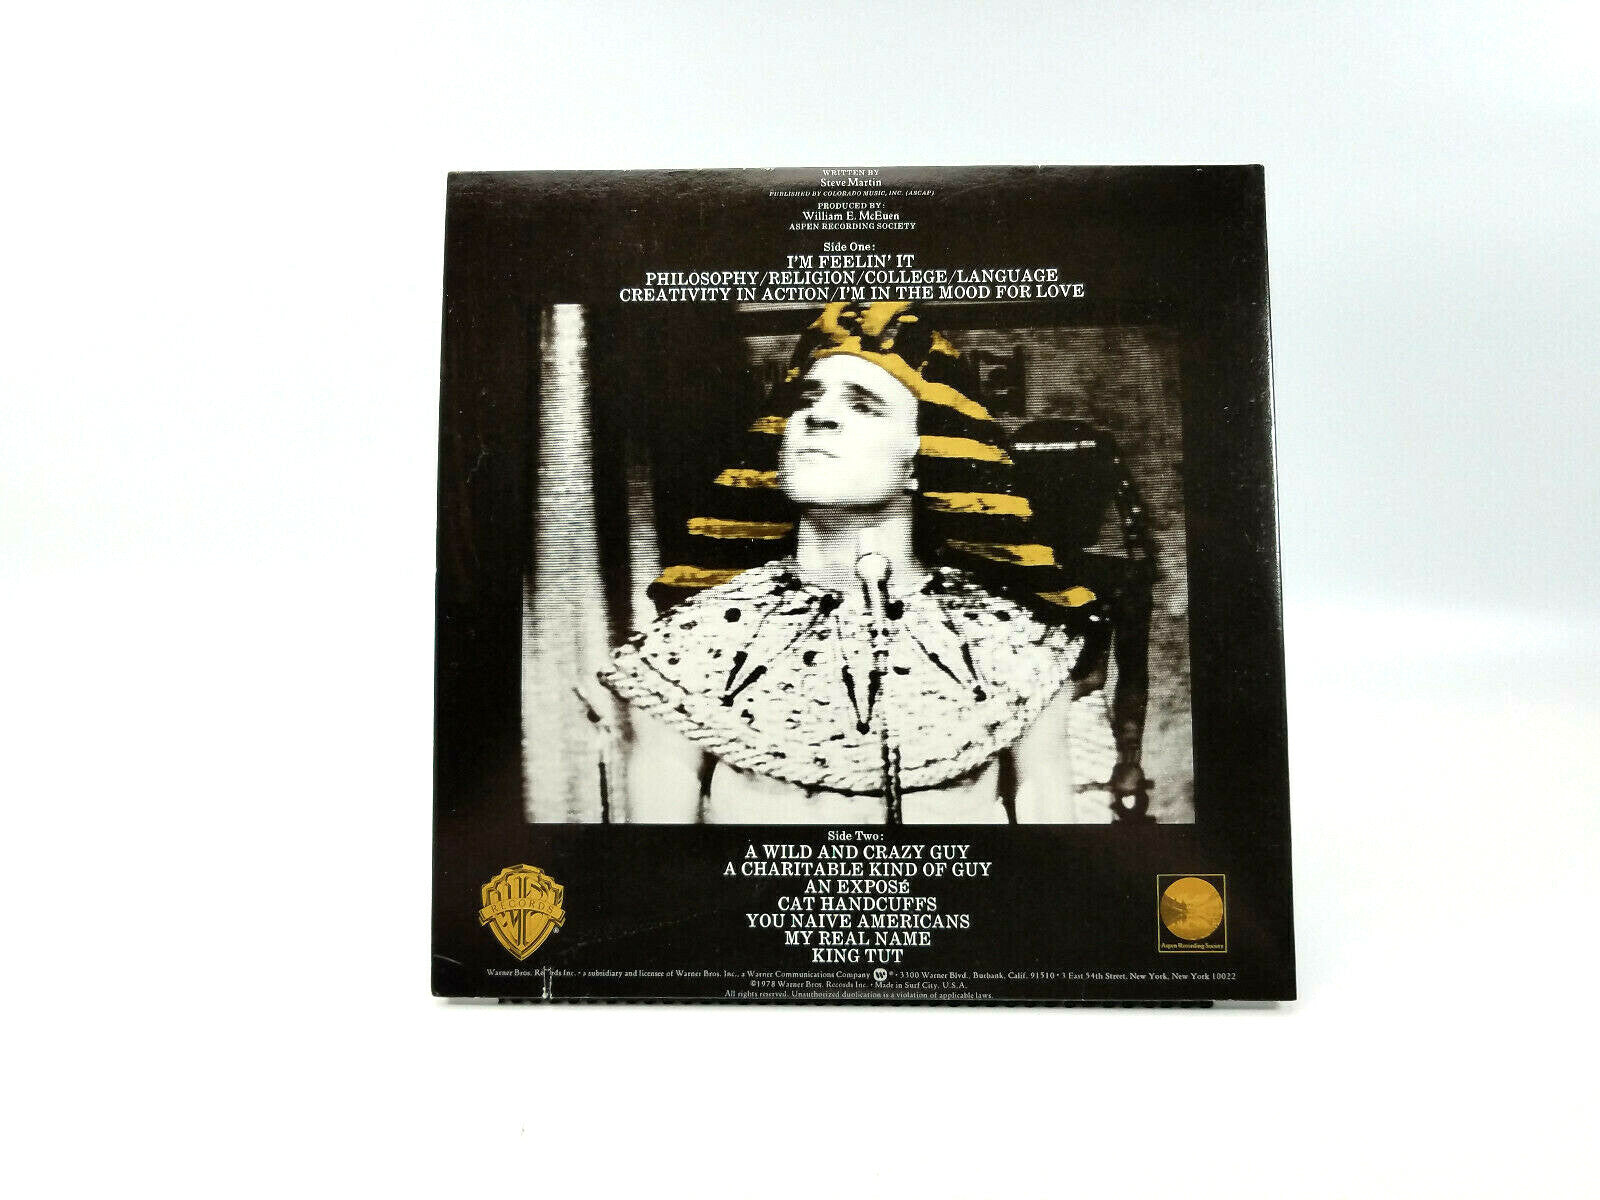 WRITTEN BY
Steve Martin
PUBLISHED BY COLORADO MUSIC, INC. (ASCAP)
PRODUCED BY:
William E. McEuen
ASPEN RECORDING SOCIETY
Side One:
I'M FEELIN' IT
PHILOSOPHY/RELIGION/COLLEGE/LANGUAGE
CREATIVITY IN ACTION/I'M IN THE MOOD FOR LOVE
Side Two:
A WILD AND CRAZY GUY
A CHARITABLE KIND OF GUY
AN EXPOSÉ
CAT HANDCUFFS
YOU NAIVE AMERICANS
MY REAL NAME
KING TUT
RECORDS
®
Aspen Recording Society
Warner Bros. Records Inc. • a subsidiary and licensee of Warner Bros. Inc., a Warner Communications Company ® • 3300 Warner Blvd., Burbank, Calif. 91510 • 3 East 54th Street, New York, New York 10022
©1978 Warner Bros. Records Inc. • Made in Surf City, U.S.A.
All rights reserved. Unauthorized duplication is a violation of applicable laws.